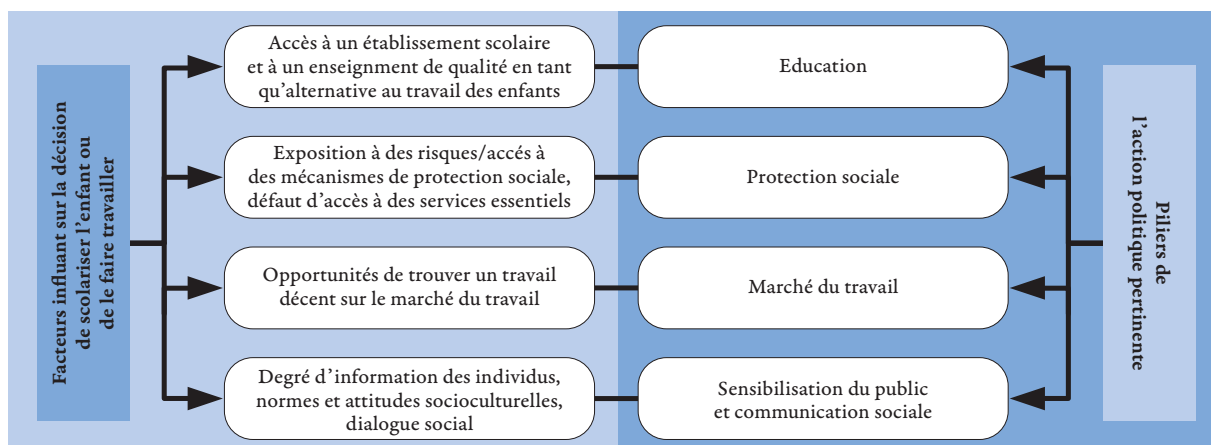 Facteurs influant sur la décision
de scolariser l'enfant ou
de le faire travailler
Accès à un établissement scolaire
et à un enseignment de qualité en tant
qu'alternative au travail des enfants
Education
Exposition à des risques/accés à
des mécanismes de protection sociale,
défaut d'accès à des services essentiels
Protection sociale
Opportunités de trouver un travail
décent sur le marché du travail
Marché du travail
Degré d'information des individus,
normes et attitudes socioculturelles,
dialogue social
Sensibilisation du public
et communication sociale
Piliers de
l'action politique pertinente